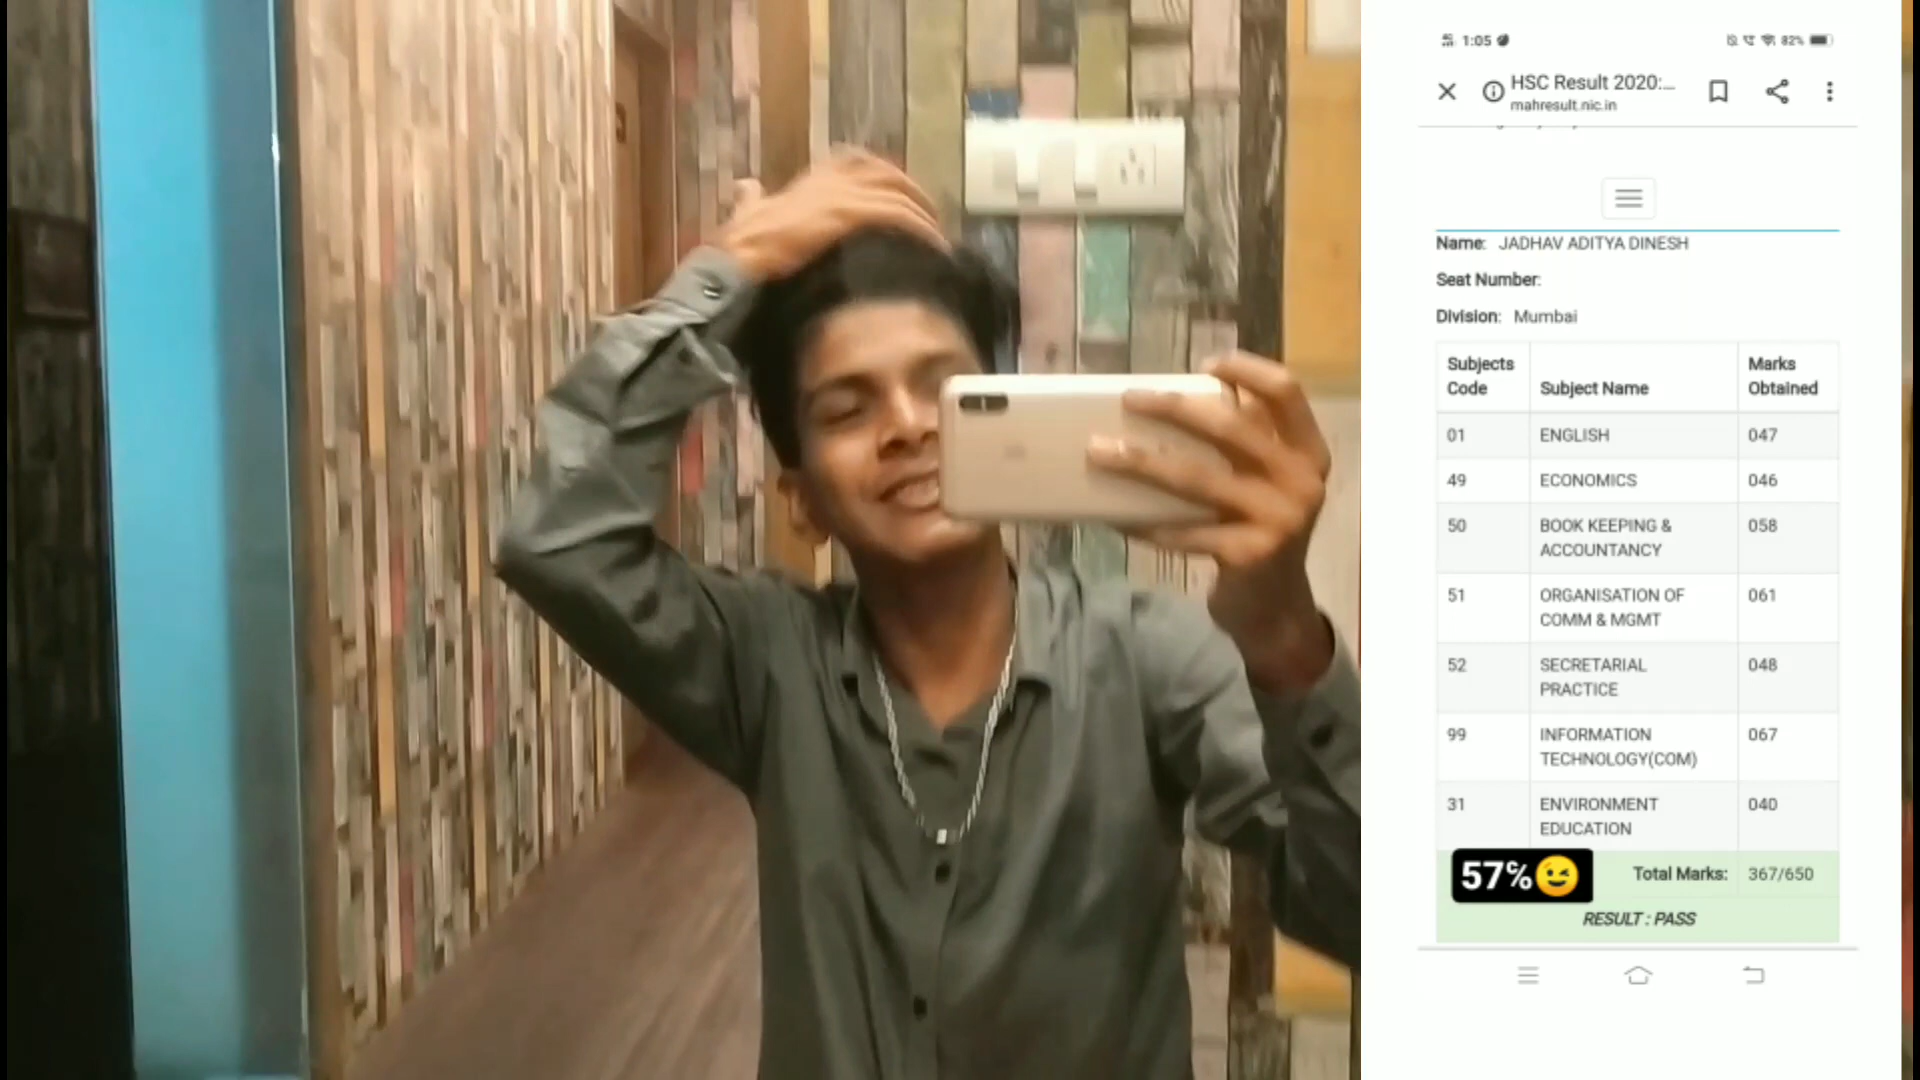 1:05
82%
HSC Result 2020:...
mahresult.nic.in
Name: JADHAV ADITYA DINESH
Seat Number:
Division: Mumbai
Subjects Code Subject Name Marks Obtained
01 ENGLISH 047
49 ECONOMICS 046
50 BOOK KEEPING & ACCOUNTANCY 058
51 ORGANISATION OF COMM & MGMT 061
52 SECRETARIAL PRACTICE 048
99 INFORMATION TECHNOLOGY(COM) 067
31 ENVIRONMENT EDUCATION 040
57℅😉 Total Marks: 367/650
RESULT : PASS